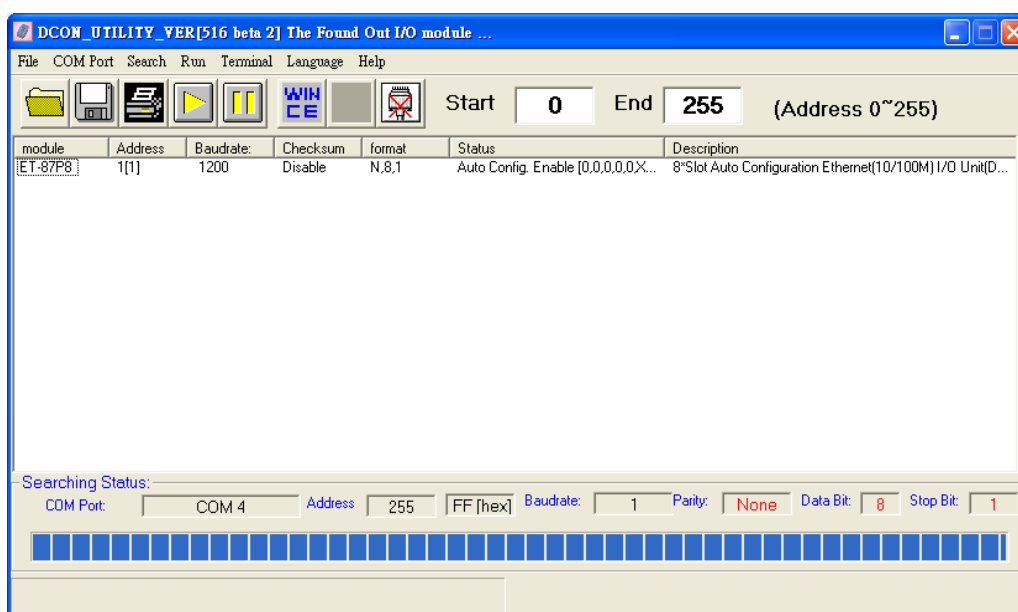 DCON_UTILITY_VER[516 beta 2] The Found Out I/O module ...
File COM Port Search Run Terminal Language Help
WIN CE Start 0 End 255 (Address 0~255)
module Address Baudrate: Checksum format Status Description
ET-87P8 1[1] 1200 Disable N,8,1 Auto Config. Enable [0,0,0,0,0,X... 8*Slot Auto Configuration Ethernet(10/100M) I/O Unit(D...
Searching Status:
COM Port: COM 4 Address 255 FF [hex] Baudrate: 1 Parity: None Data Bit: 8 Stop Bit: 1